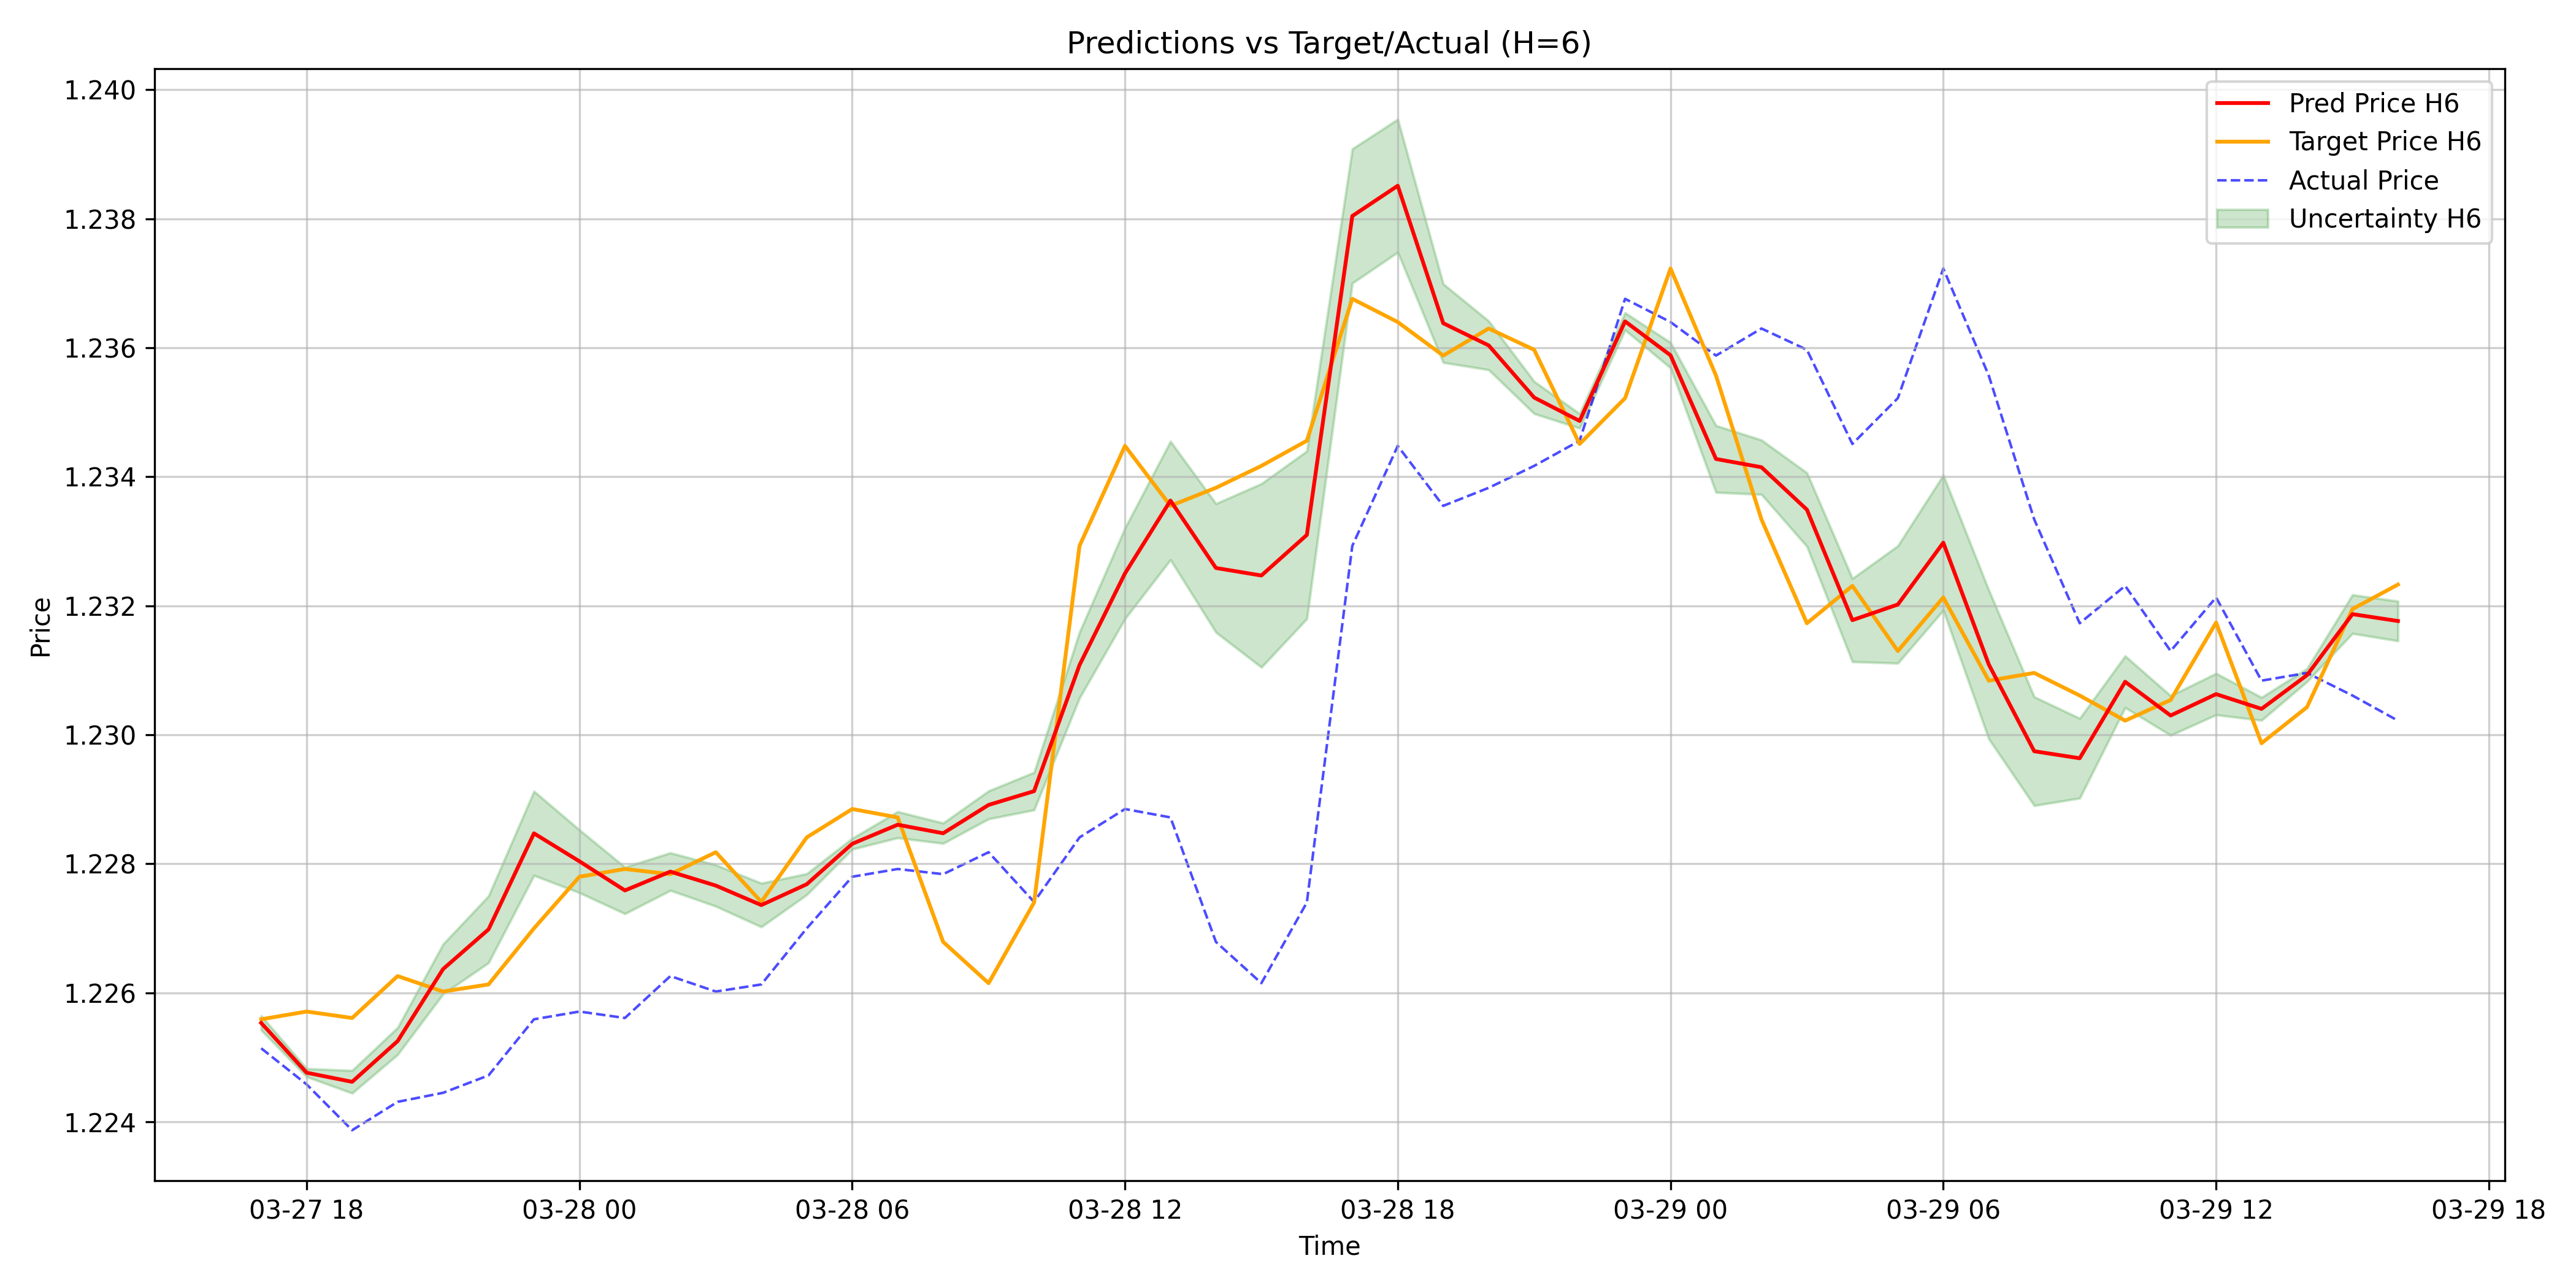 Predictions vs Target/Actual (H=6)
1.240
1.238
1.236
1.234
1.232
1.230
1.228
1.226
1.224
Price
Pred Price H6
Target Price H6
Actual Price
Uncertainty H6
03-27 18
03-28 00
03-28 06
03-28 12
03-28 18
03-29 00
03-29 06
03-29 12
03-29 18
Time